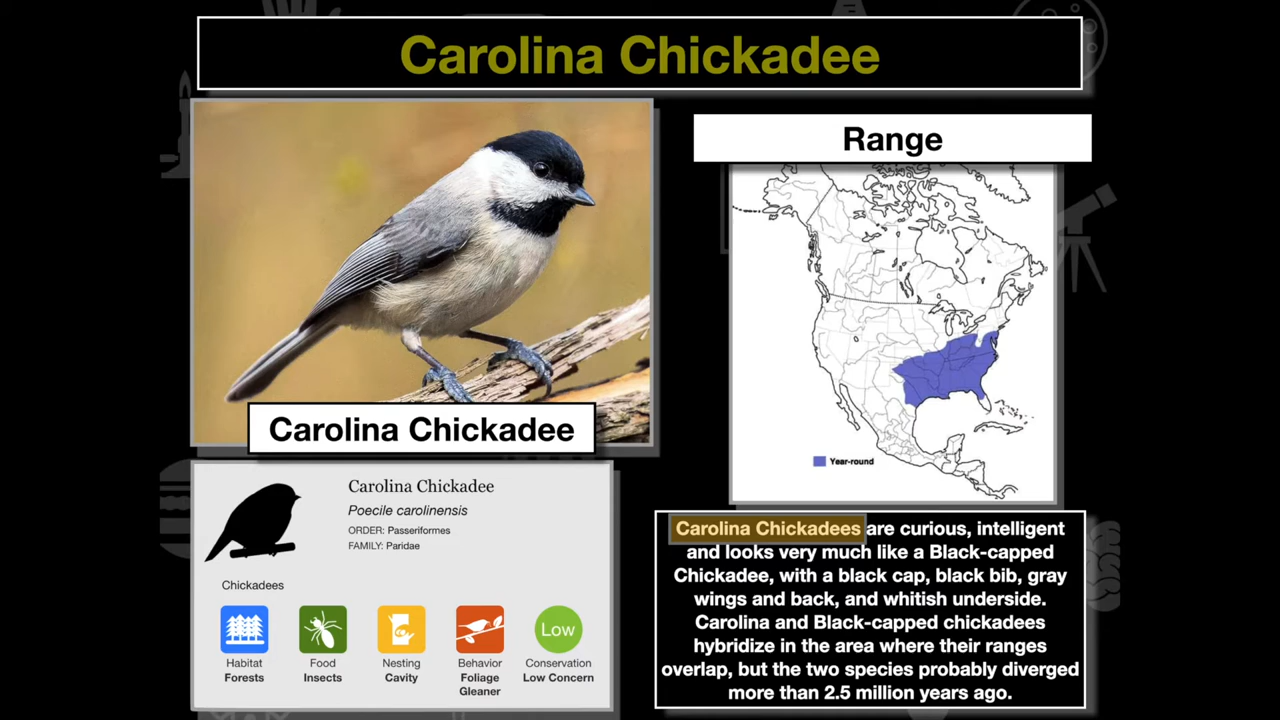 Carolina Chickadee
Range
Carolina Chickadee
Year-round
Carolina Chickadee
Poecile carolinensis
ORDER: Passeriformes
FAMILY: Paridae
Chickadees
Low
Habitat
Forests
Food
Insects
Nesting
Cavity
Behavior
Foliage
Gleaner
Conservation
Low Concern
Carolina Chickadees are curious, intelligent
and looks very much like a Black-capped
Chickadee, with a black cap, black bib, gray
wings and back, and whitish underside.
Carolina and Black-capped chickadees
hybridize in the area where their ranges
overlap, but the two species probably diverged
more than 2.5 million years ago.